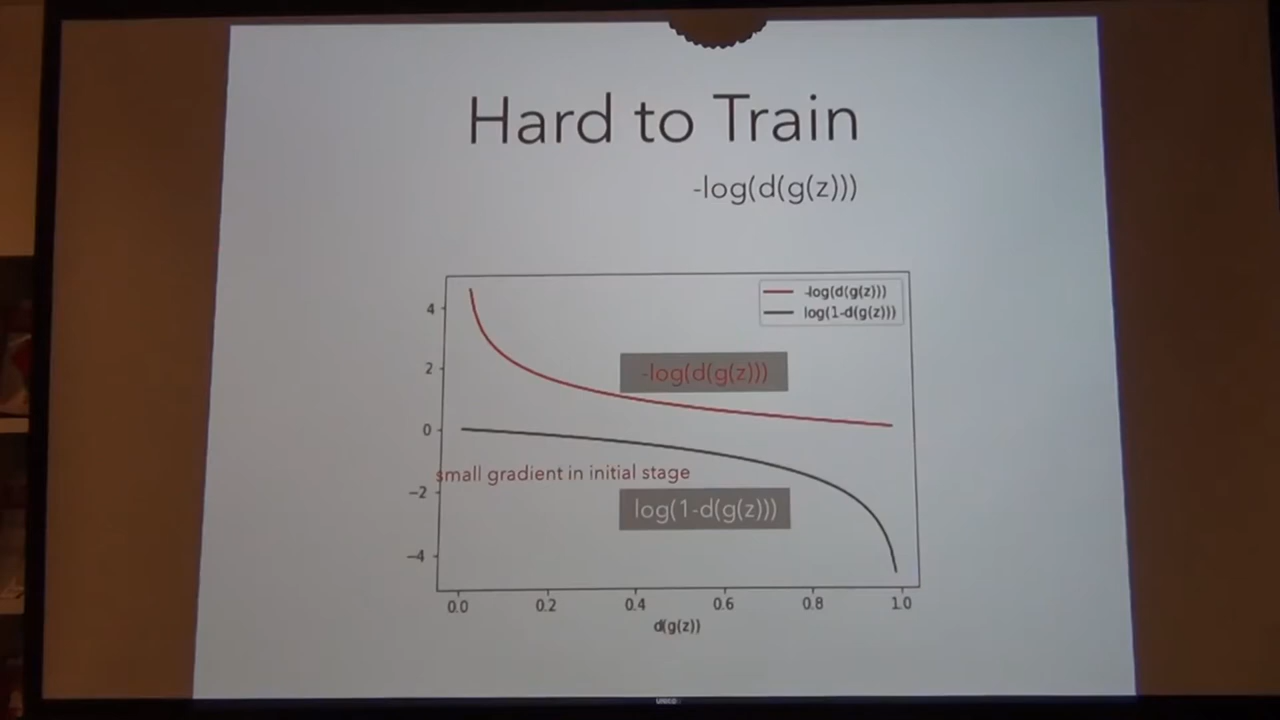 Hard to Train
-log(d(g(z)))
-log(d(g(z)))
log(1-d(g(z)))
4
2
0
−2
−4
-log(d(g(z)))
small gradient in initial stage
log(1-d(g(z)))
0.0 0.2 0.4 0.6 0.8 1.0
d(g(z))